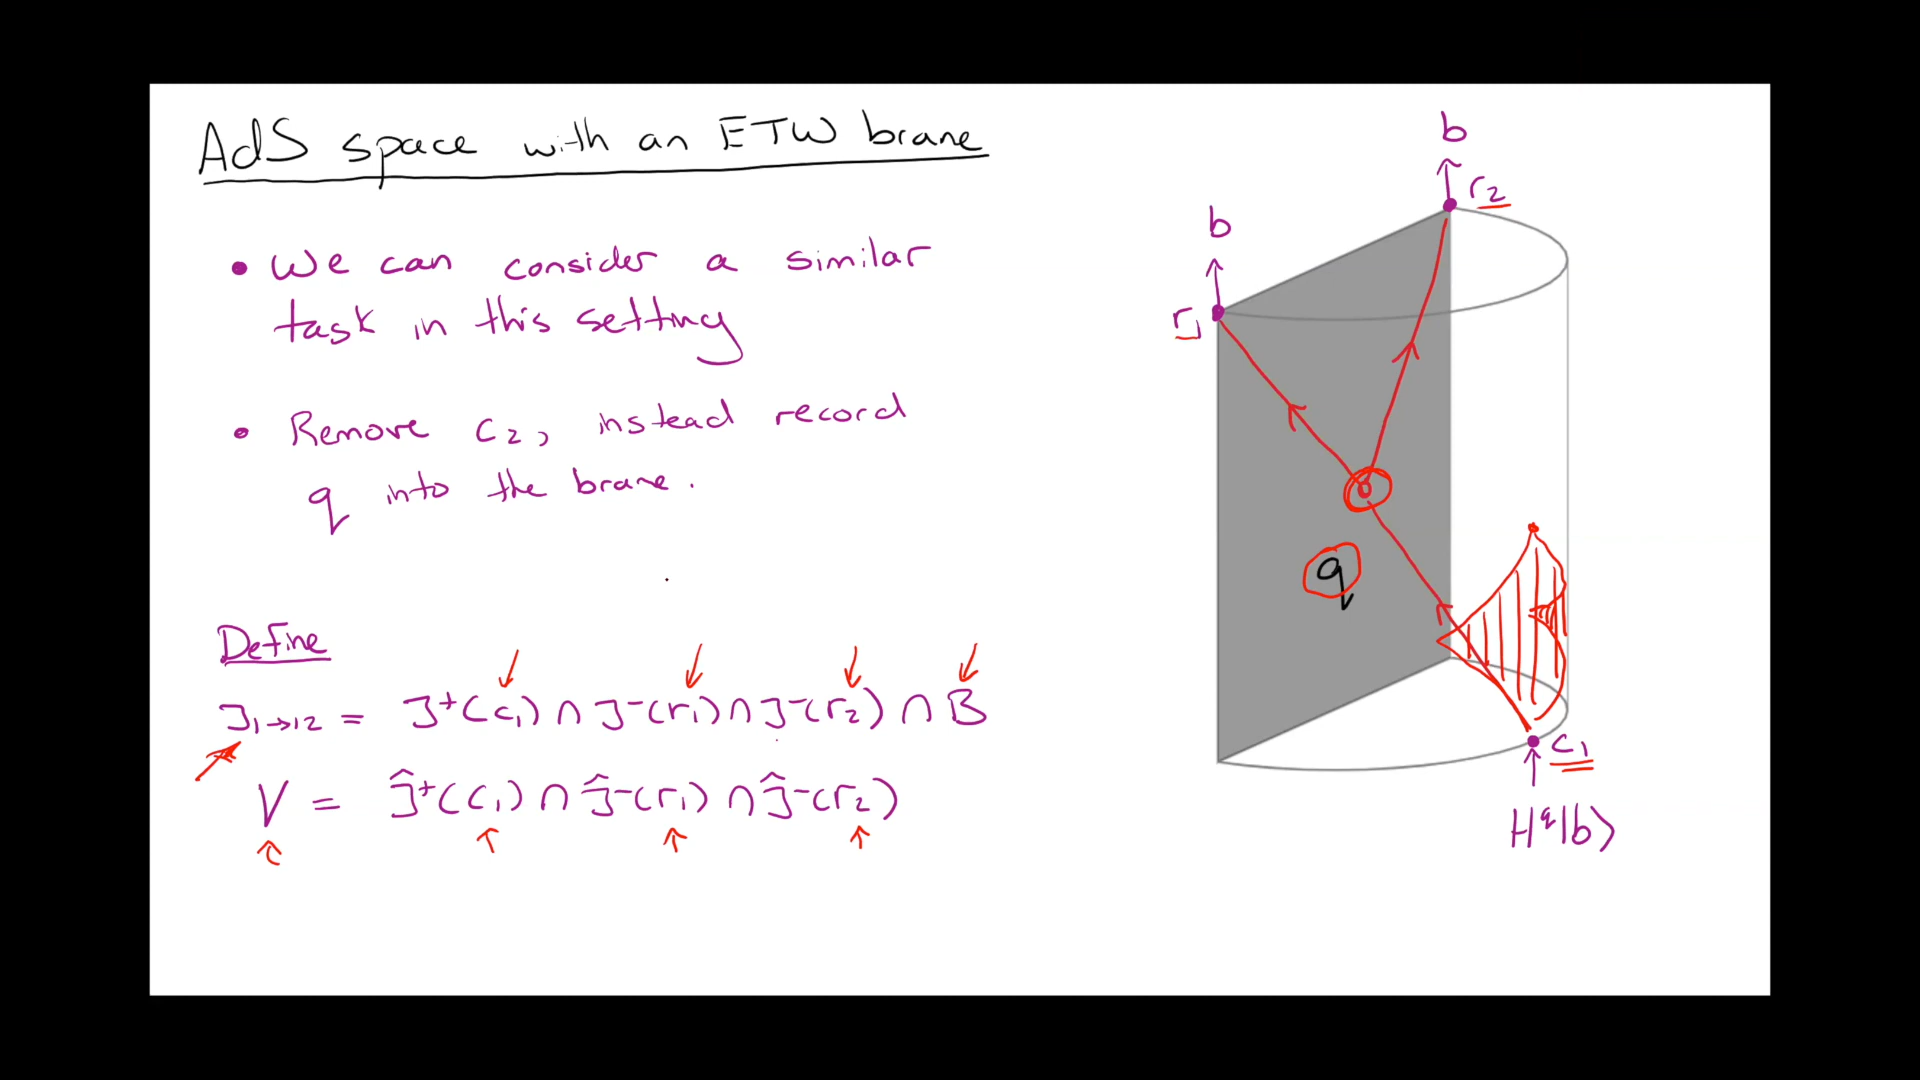 AdS space with an ETW brane
• We can consider a similar
task in this setting
• Remove c₂, instead record
q into the brane.
Define
J₁→₁₂ = J⁺(c₁) ∩ J⁻(r₁) ∩ J⁻(r₂) ∩ B
V = Ĵ⁺(c₁) ∩ Ĵ⁻(r₁) ∩ Ĵ⁻(r₂)
b
r₂
b
r₁
q
c₁
H^q|b⟩